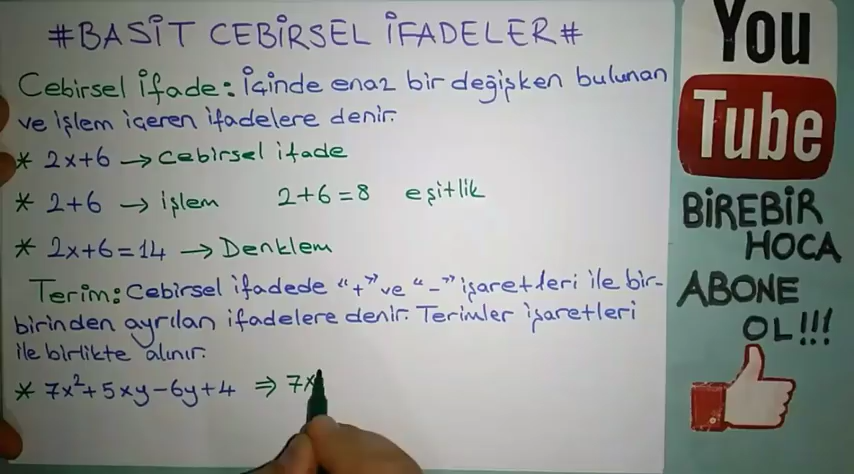 #BASİT CEBİRSEL İFADELER#
Cebirsel İfade: İçinde enaz bir değişken bulunan
ve işlem içeren ifadelere denir.
* 2x+6 → Cebirsel ifade
* 2+6 → işlem 2+6=8 eşitlik
* 2x+6=14 → Denklem
Terim: Cebirsel ifadede "+" ve "-" işaretleri ile bir-
birinden ayrılan ifadelere denir. Terimler işaretleri
ile birlikte alınır.
* 7x²+5xy-6y+4 ⇒ 7x
You
Tube
BİREBİR
HOCA
ABONE
OL!!!